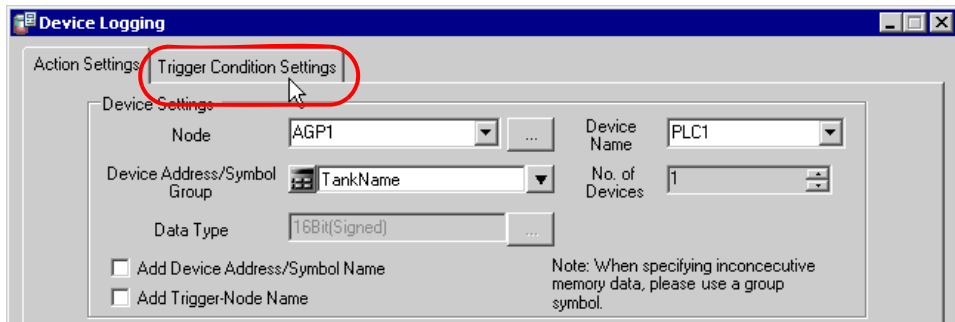 Device Logging
Action Settings
Trigger Condition Settings
Device Settings
Node
AGP1
...
Device
Name
PLC1
Device Address/Symbol
Group
TankName
No. of
Devices
1
Data Type
16Bit(Signed)
...
Add Device Address/Symbol Name
Add Trigger-Node Name
Note: When specifying inconcecutive
memory data, please use a group
symbol.